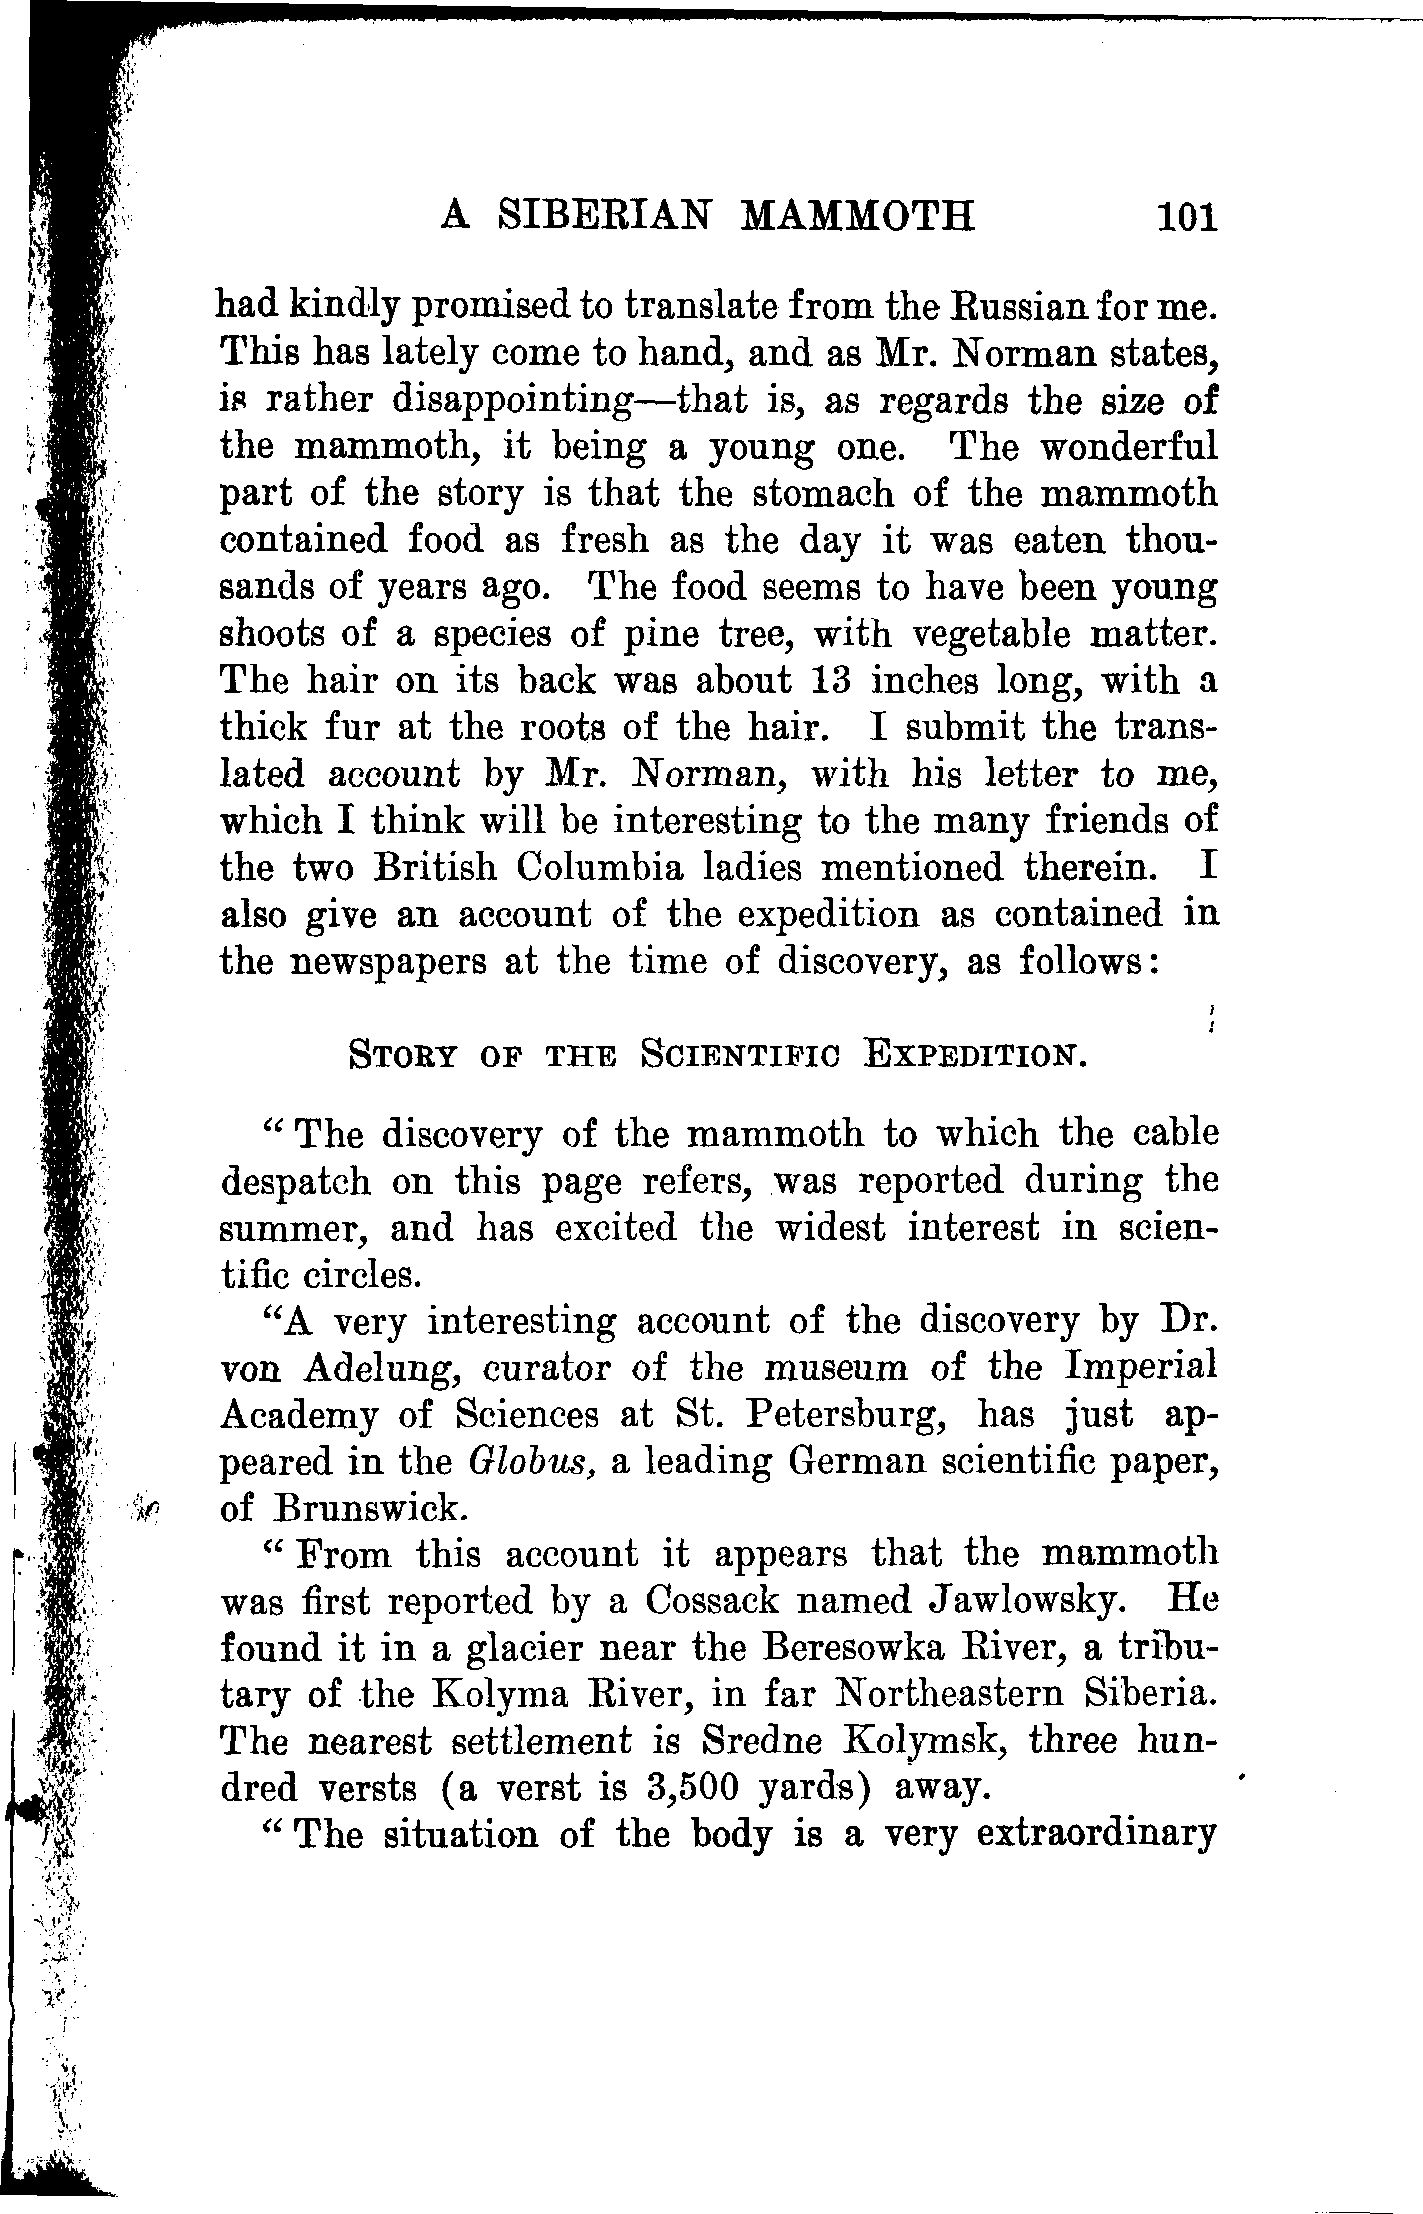 A SIBERIAN MAMMOTH 101
had kindly promised to translate from the Russian for me.
This has lately come to hand, and as Mr. Norman states,
is rather disappointing—that is, as regards the size of
the mammoth, it being a young one. The wonderful
part of the story is that the stomach of the mammoth
contained food as fresh as the day it was eaten thou-
sands of years ago. The food seems to have been young
shoots of a species of pine tree, with vegetable matter.
The hair on its back was about 13 inches long, with a
thick fur at the roots of the hair. I submit the trans-
lated account by Mr. Norman, with his letter to me,
which I think will be interesting to the many friends of
the two British Columbia ladies mentioned therein. I
also give an account of the expedition as contained in
the newspapers at the time of discovery, as follows:
STORY OF THE SCIENTIFIC EXPEDITION.
"The discovery of the mammoth to which the cable
despatch on this page refers, was reported during the
summer, and has excited the widest interest in scien-
tific circles.
"A very interesting account of the discovery by Dr.
von Adelung, curator of the museum of the Imperial
Academy of Sciences at St. Petersburg, has just ap-
peared in the Globus, a leading German scientific paper,
of Brunswick.
"From this account it appears that the mammoth
was first reported by a Cossack named Jawlowsky. He
found it in a glacier near the Beresowka River, a tribu-
tary of the Kolyma River, in far Northeastern Siberia.
The nearest settlement is Sredne Kolymsk, three hun-
dred versts (a verst is 3,500 yards) away.
"The situation of the body is a very extraordinary